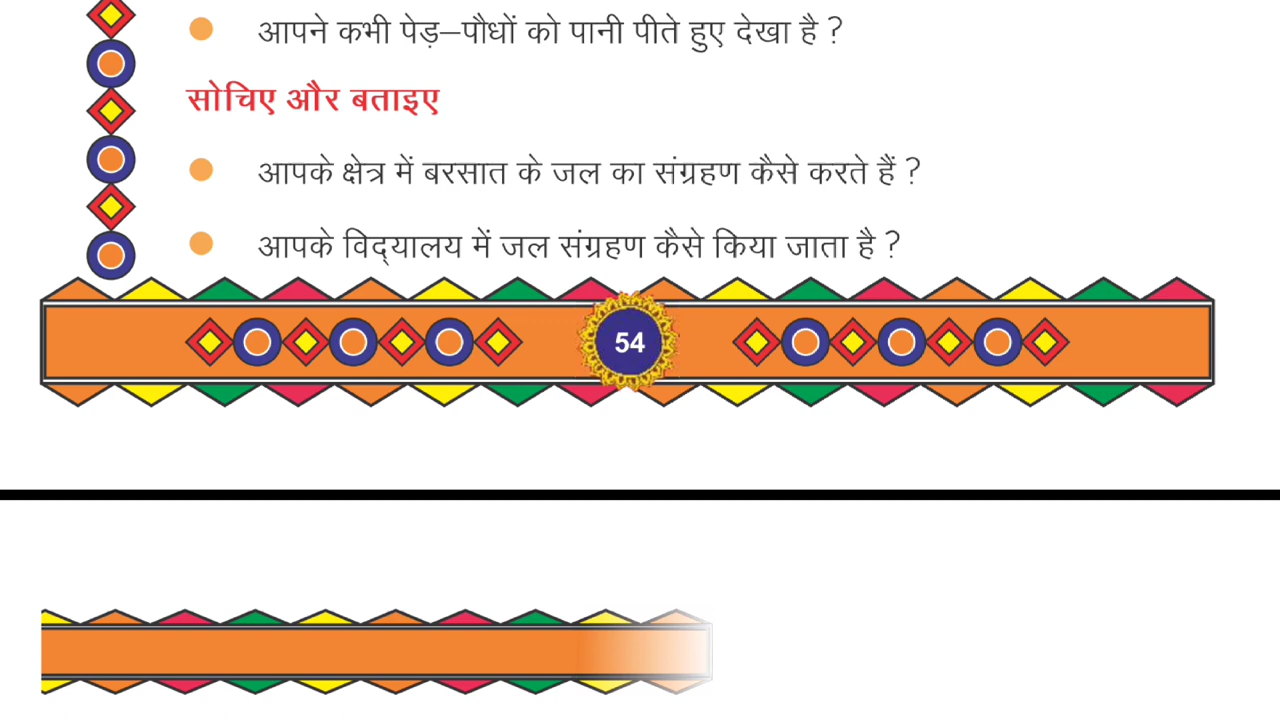 आपने कभी पेड़–पौधों को पानी पीते हुए देखा है ?
सोचिए और बताइए
आपके क्षेत्र में बरसात के जल का संग्रहण कैसे करते हैं ?
आपके विद्यालय में जल संग्रहण कैसे किया जाता है ?
54